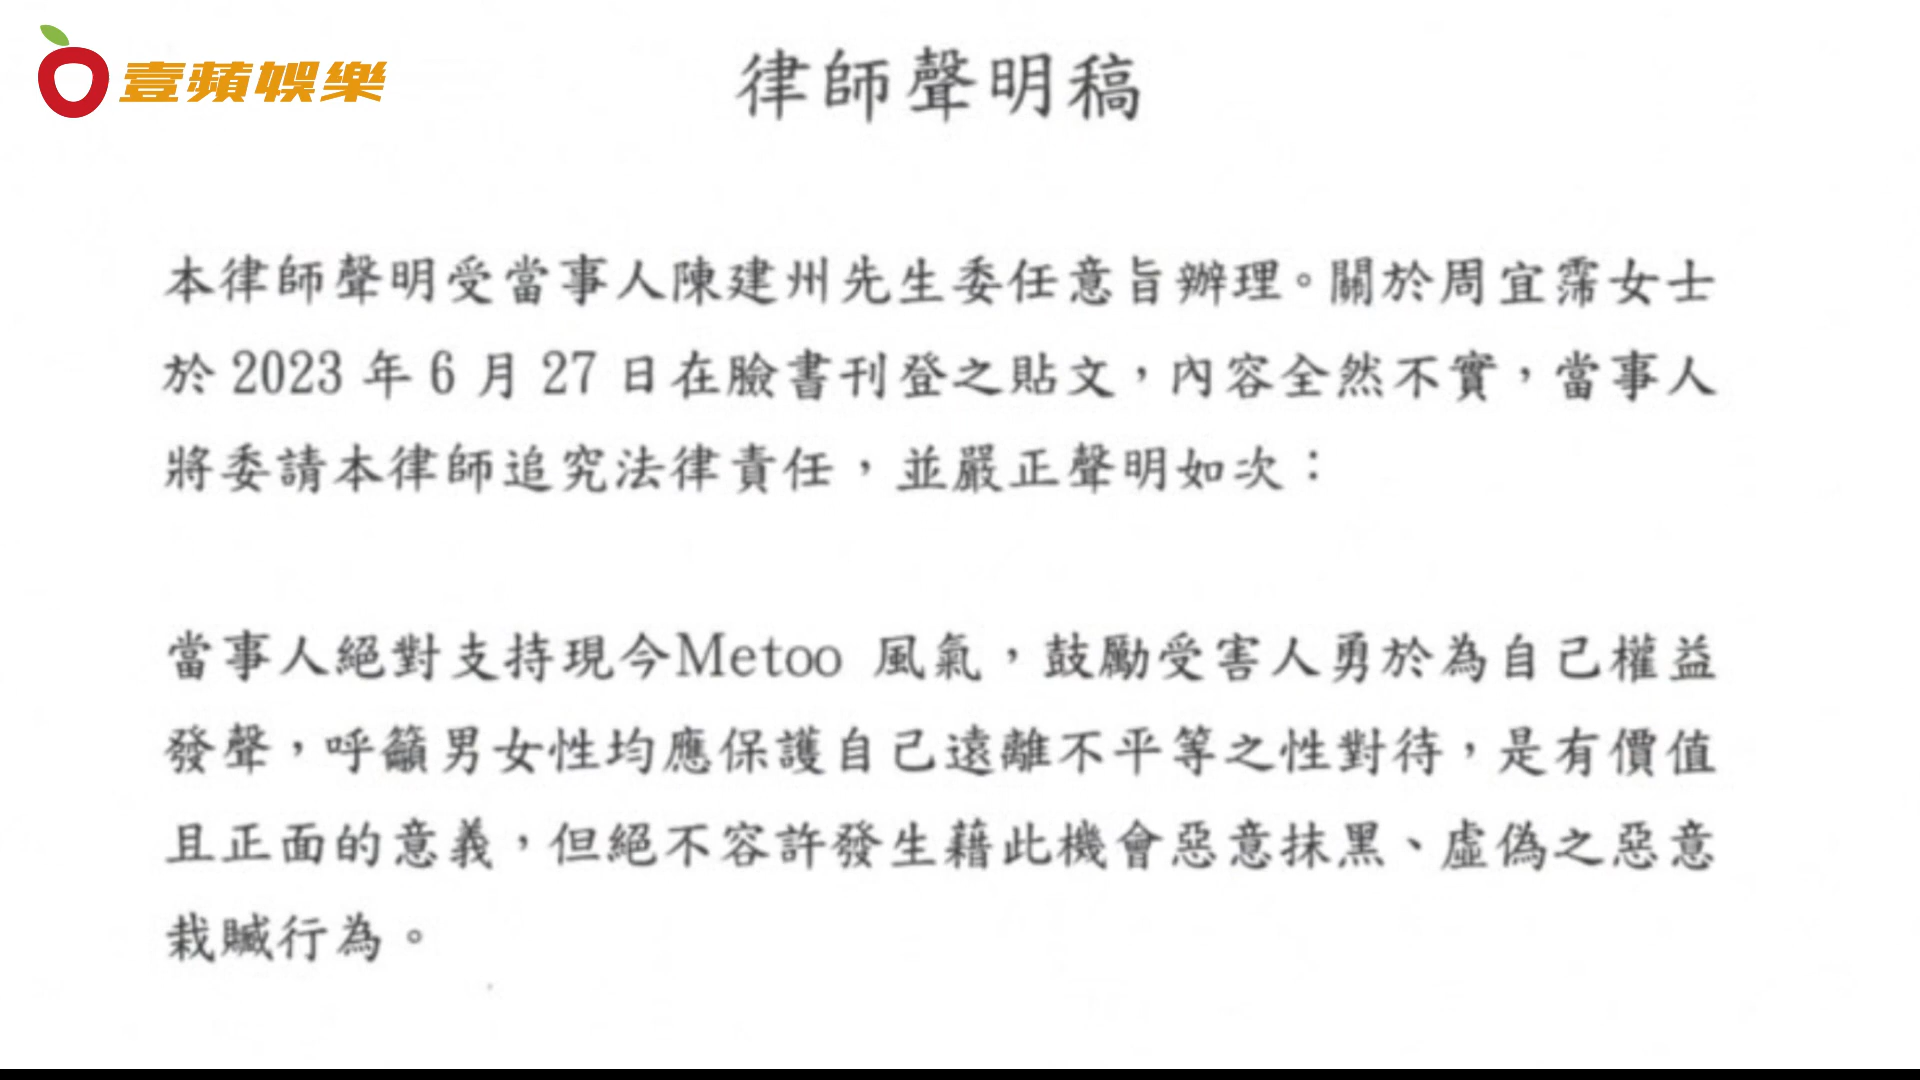 壹蘋娛樂
律師聲明稿
本律師聲明受當事人陳建州先生委任意旨辦理。關於周宜霈女士
於 2023 年 6 月 27 日在臉書刊登之貼文，內容全然不實，當事人
將委請本律師追究法律責任，並嚴正聲明如次：
當事人絕對支持現今Metoo 風氣，鼓勵受害人勇於為自己權益
發聲，呼籲男女性均應保護自己遠離不平等之性對待，是有價值
且正面的意義，但絕不容許發生藉此機會惡意抹黑、虛偽之惡意
栽贓行為。